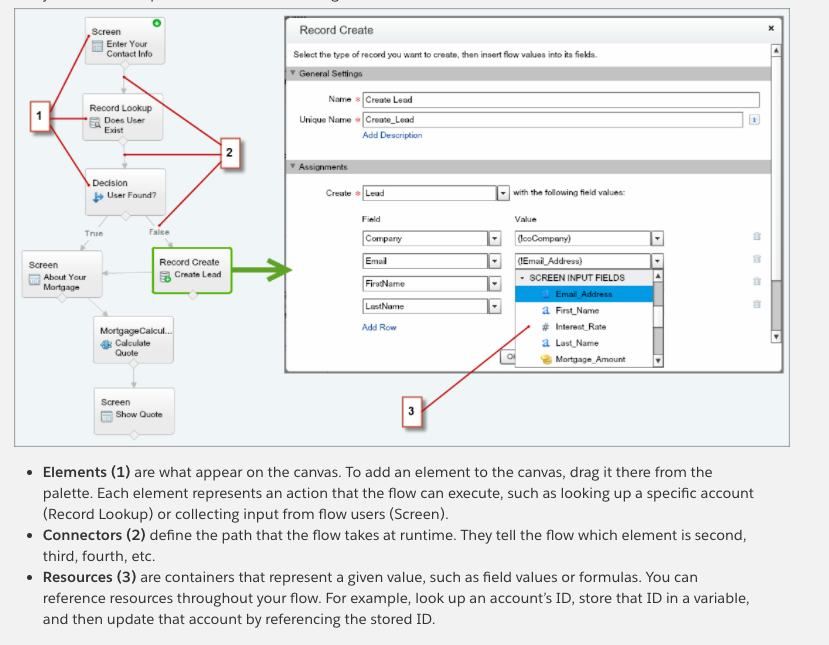 Screen
Enter Your
Contact Info
Record Lookup
Does User
Exist
1
2
Decision
User Found?
True
False
Screen
About Your
Mortgage
Record Create
Create Lead
MortgageCalcul...
Calculate
Quote
Screen
Show Quote
Record Create
×
Select the type of record you want to create, then insert flow values into its fields.
General Settings
Name * Create Lead
Unique Name * Create_Lead
Add Description
Assignments
Create * Lead with the following field values:
Field Value
Company {!coCompany}
Email {!Email_Address}
FirstName
LastName
Add Row
SCREEN INPUT FIELDS
Email_Address
First_Name
Interest_Rate
Last_Name
Mortgage_Amount
3
• Elements (1) are what appear on the canvas. To add an element to the canvas, drag it there from the
palette. Each element represents an action that the flow can execute, such as looking up a specific account
(Record Lookup) or collecting input from flow users (Screen).
• Connectors (2) define the path that the flow takes at runtime. They tell the flow which element is second,
third, fourth, etc.
• Resources (3) are containers that represent a given value, such as field values or formulas. You can
reference resources throughout your flow. For example, look up an account’s ID, store that ID in a variable,
and then update that account by referencing the stored ID.